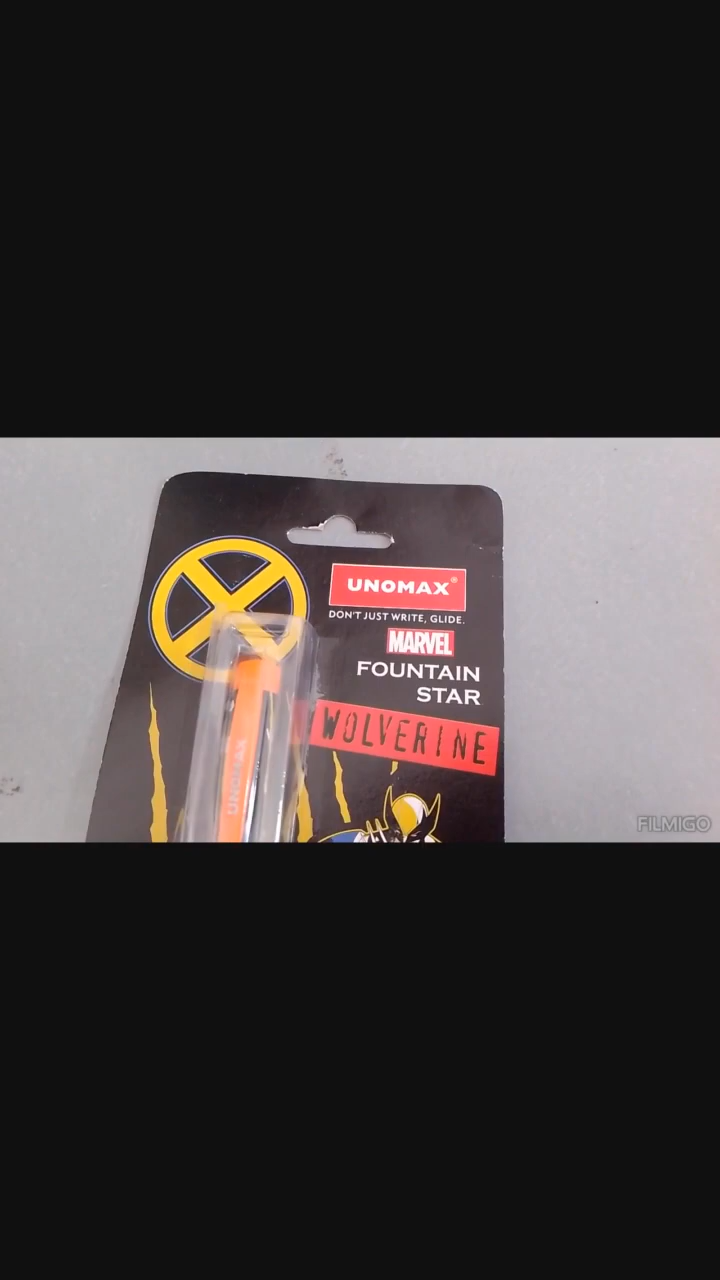 UNOMAX®
DON'T JUST WRITE, GLIDE.
MARVEL
FOUNTAIN
STAR
WOLVERINE
UNOMAX
FILMIGO